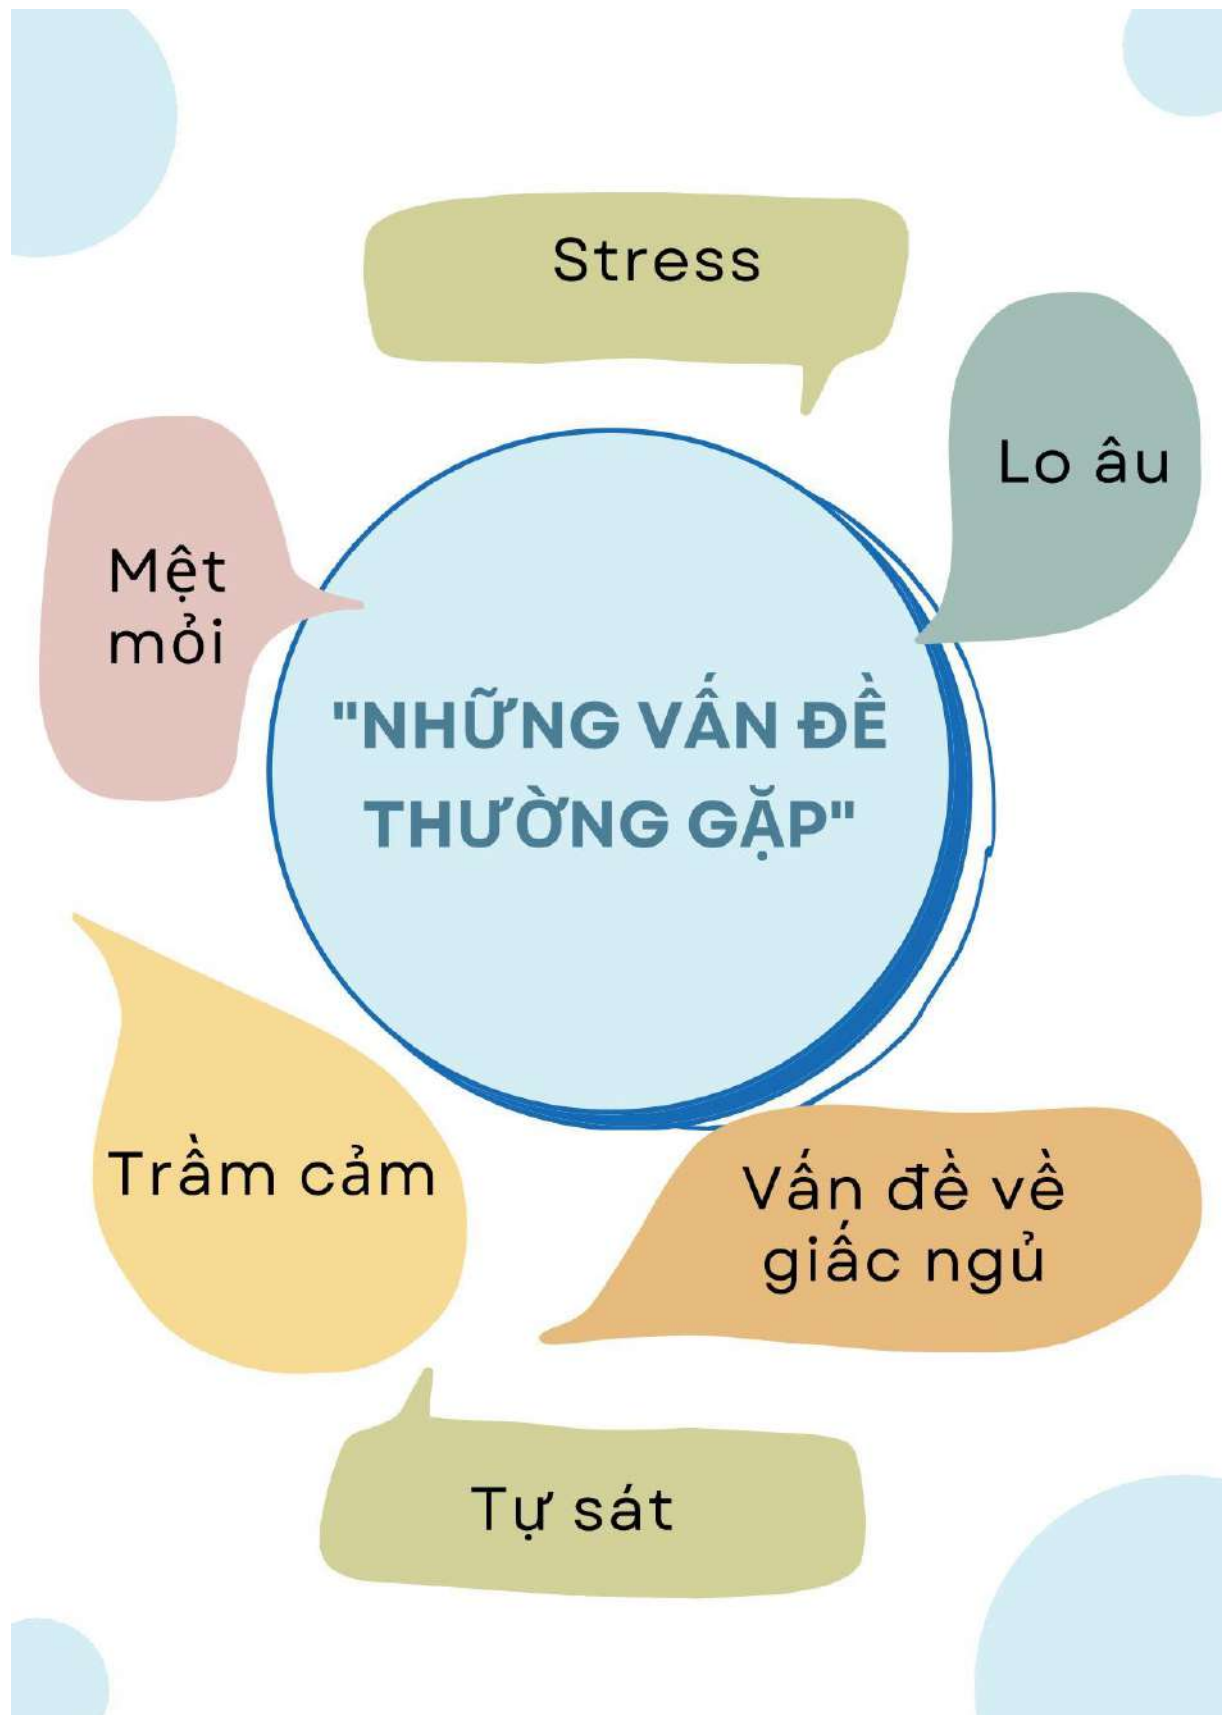 Stress
Lo âu
Mệt
mỏi
"NHỮNG VẤN ĐỀ
THƯỜNG GẶP"
Trầm cảm
Vấn đề về
giấc ngủ
Tự sát